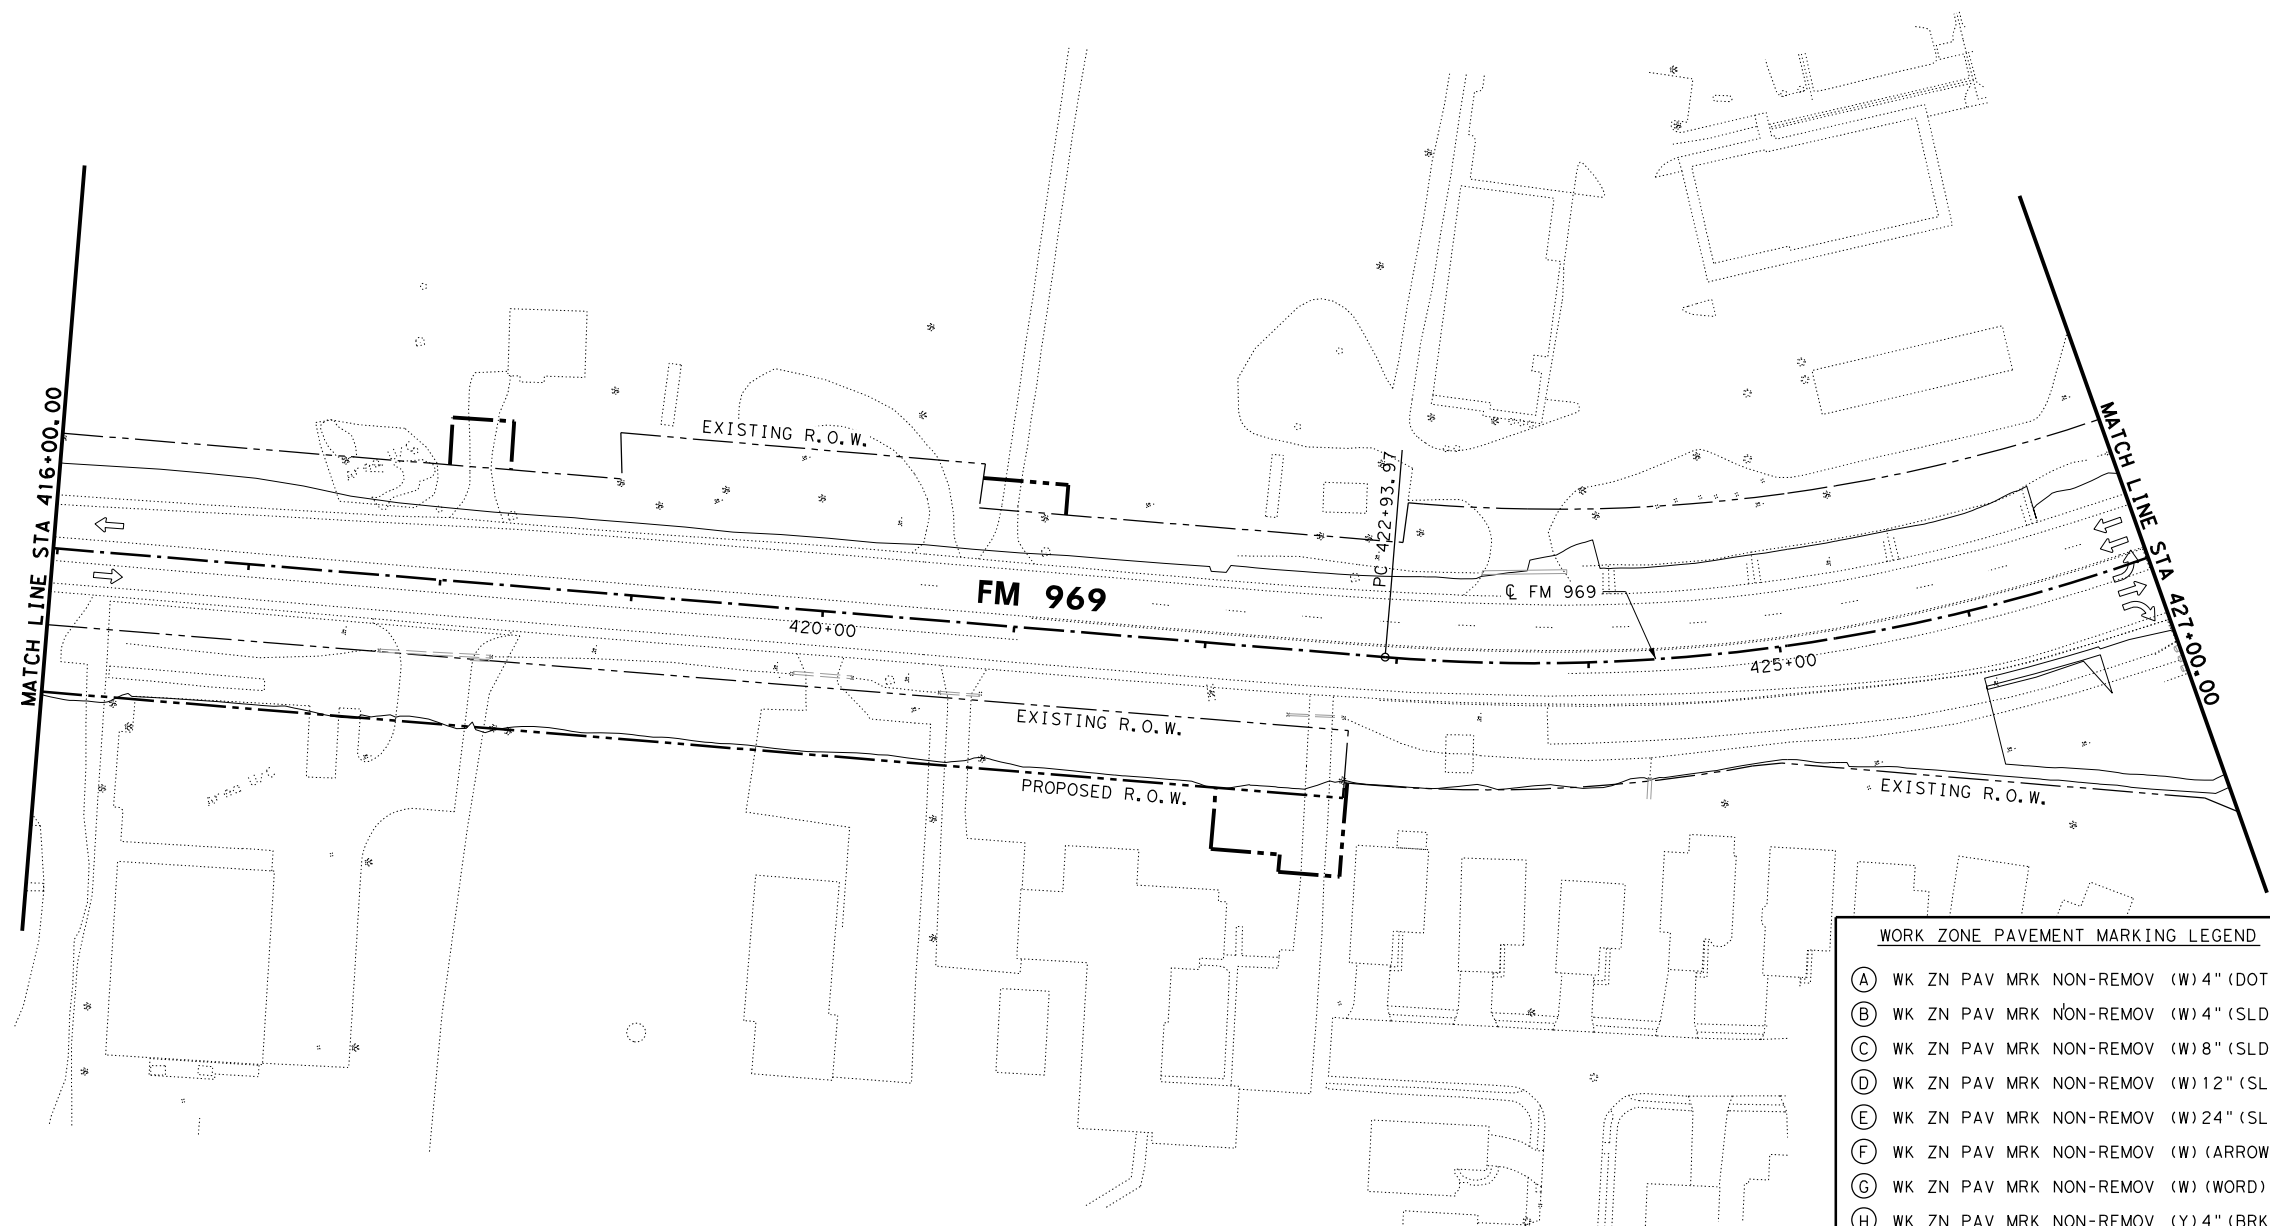 MATCH LINE STA 416+00.00
EXISTING R.O.W.
PC 422+93.97
MATCH LINE STA 427+00.00
FM 969
℄ FM 969
420+00
425+00
EXISTING R.O.W.
PROPOSED R.O.W.
EXISTING R.O.W.
WORK ZONE PAVEMENT MARKING LEGEND
A WK ZN PAV MRK NON-REMOV (W)4"(DOT
B WK ZN PAV MRK NON-REMOV (W)4"(SLD
C WK ZN PAV MRK NON-REMOV (W)8"(SLD
D WK ZN PAV MRK NON-REMOV (W)12"(SL
E WK ZN PAV MRK NON-REMOV (W)24"(SL
F WK ZN PAV MRK NON-REMOV (W)(ARROW
G WK ZN PAV MRK NON-REMOV (W)(WORD)
H WK ZN PAV MRK NON-REMOV (Y)4"(BRK